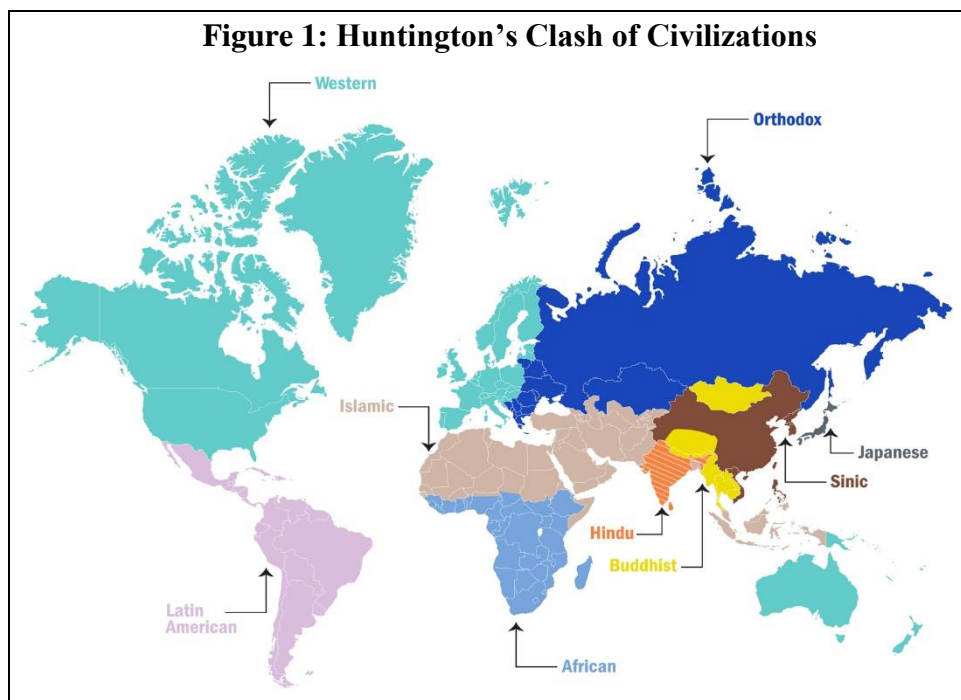 Figure 1: Huntington’s Clash of Civilizations
Western
Orthodox
Islamic
Japanese
Sinic
Hindu
Buddhist
Latin
American
African